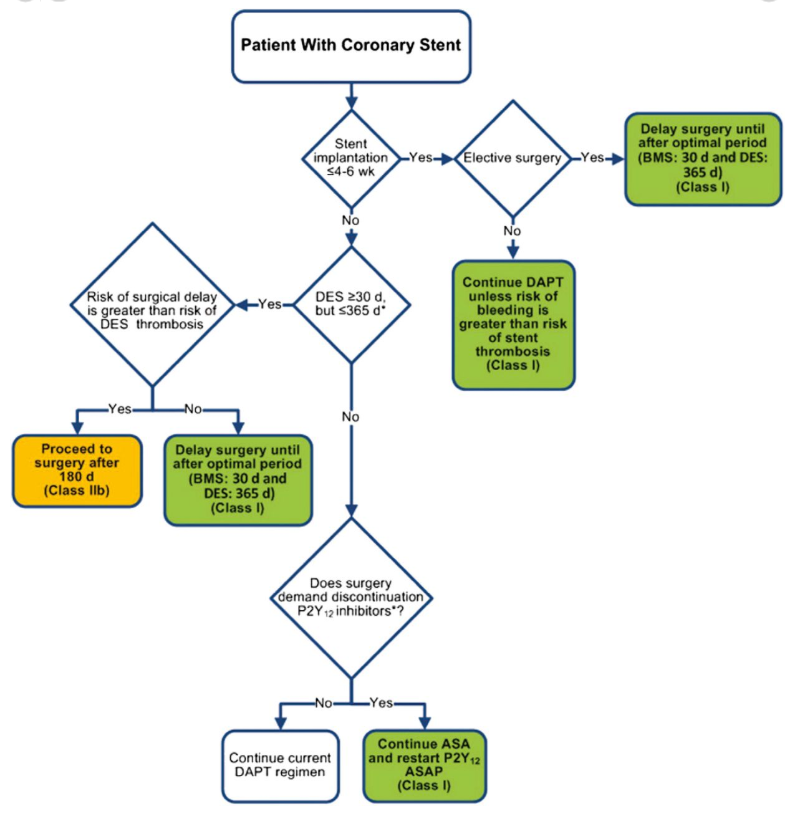 Patient With Coronary Stent
Stent
implantation
≤4-6 wk
Yes
Elective surgery
Yes
Delay surgery until
after optimal period
(BMS: 30 d and DES:
365 d)
(Class I)
No
No
Continue DAPT
unless risk of
bleeding is
greater than risk
of stent
thrombosis
(Class I)
DES ≥30 d,
but ≤365 d*
Yes
Risk of surgical delay
is greater than risk of
DES thrombosis
Yes
No
Proceed to
surgery after
180 d
(Class IIb)
Delay surgery until
after optimal period
(BMS: 30 d and
DES: 365 d)
(Class I)
No
Does surgery
demand discontinuation
P2Y₁₂ inhibitors*?
No
Yes
Continue current
DAPT regimen
Continue ASA
and restart P2Y₁₂
ASAP
(Class I)